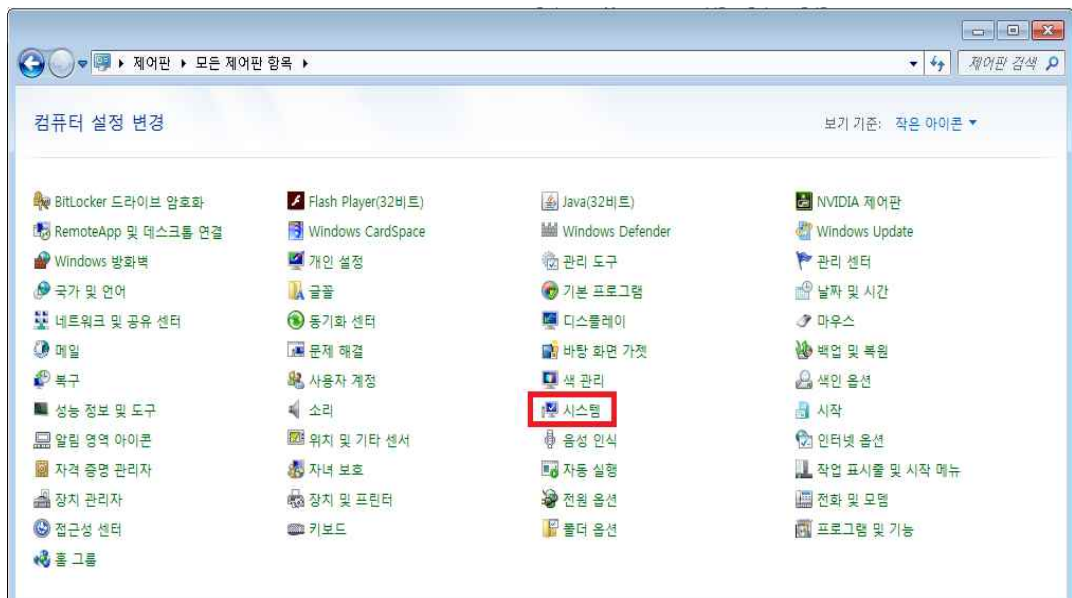 제어판 ▸ 모든 제어판 항목 ▸ 제어판 검색
컴퓨터 설정 변경
보기 기준: 작은 아이콘
BitLocker 드라이브 암호화 Flash Player(32비트) Java(32비트) NVIDIA 제어판
RemoteApp 및 데스크톱 연결 Windows CardSpace Windows Defender Windows Update
Windows 방화벽 개인 설정 관리 도구 관리 센터
국가 및 언어 글꼴 기본 프로그램 날짜 및 시간
네트워크 및 공유 센터 동기화 센터 디스플레이 마우스
메일 문제 해결 바탕 화면 가젯 백업 및 복원
복구 사용자 계정 색 관리 색인 옵션
성능 정보 및 도구 소리 시스템 시작
알림 영역 아이콘 위치 및 기타 센서 음성 인식 인터넷 옵션
자격 증명 관리자 자녀 보호 자동 실행 작업 표시줄 및 시작 메뉴
장치 관리자 장치 및 프린터 전원 옵션 전화 및 모뎀
접근성 센터 키보드 폴더 옵션 프로그램 및 기능
홈 그룹